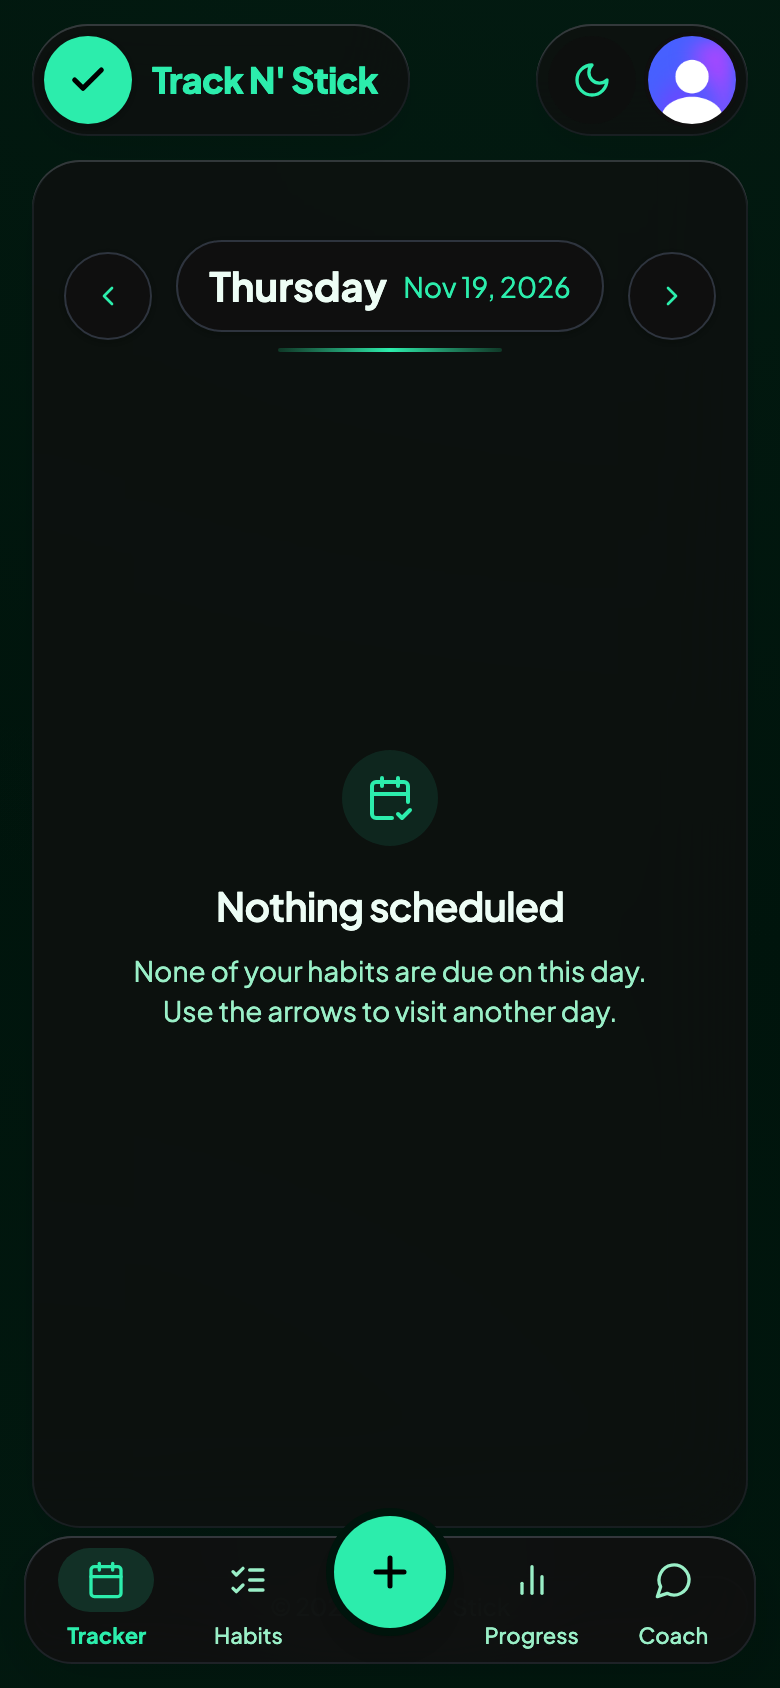 Track N' Stick
Thursday Nov 19, 2026
Nothing scheduled
None of your habits are due on this day.
Use the arrows to visit another day.
Tracker
Habits
Progress
Coach